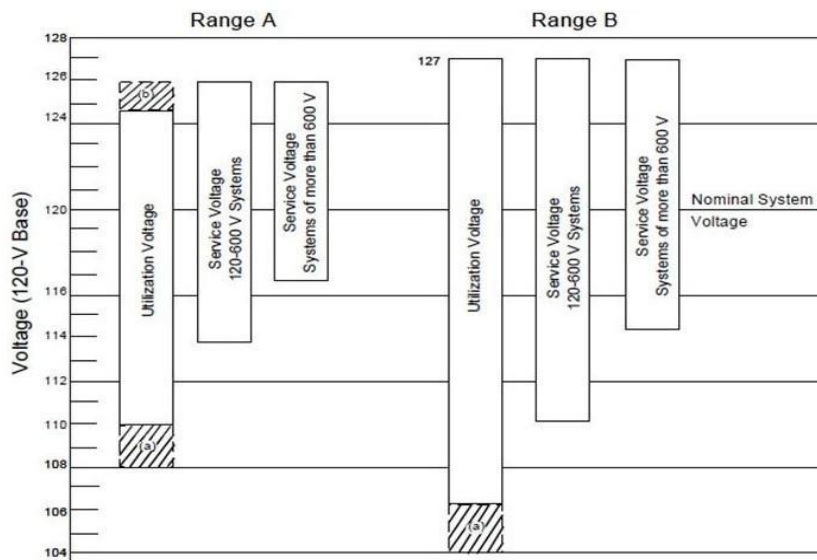 Range A
Range B
128
126
124
120
116
114
112
110
108
106
104
Voltage (120-V Base)
(b)
Utilization Voltage
(a)
Service Voltage
120-600 V Systems
Service Voltage
Systems of more than 600 V
127
Utilization Voltage
(a)
Service Voltage
120-600 V Systems
Service Voltage
Systems of more than 600 V
Nominal System
Voltage